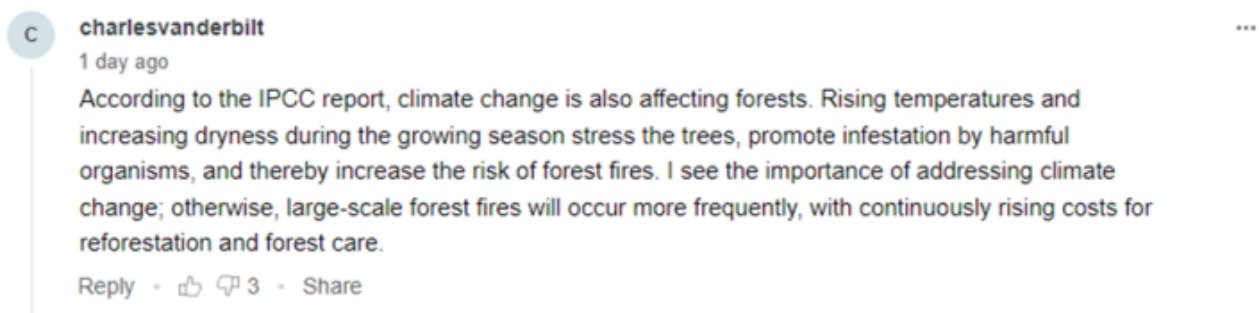 C
charlesvanderbilt
...
1 day ago
According to the IPCC report, climate change is also affecting forests. Rising temperatures and
increasing dryness during the growing season stress the trees, promote infestation by harmful
organisms, and thereby increase the risk of forest fires. I see the importance of addressing climate
change; otherwise, large-scale forest fires will occur more frequently, with continuously rising costs for
reforestation and forest care.
Reply · 3 · Share